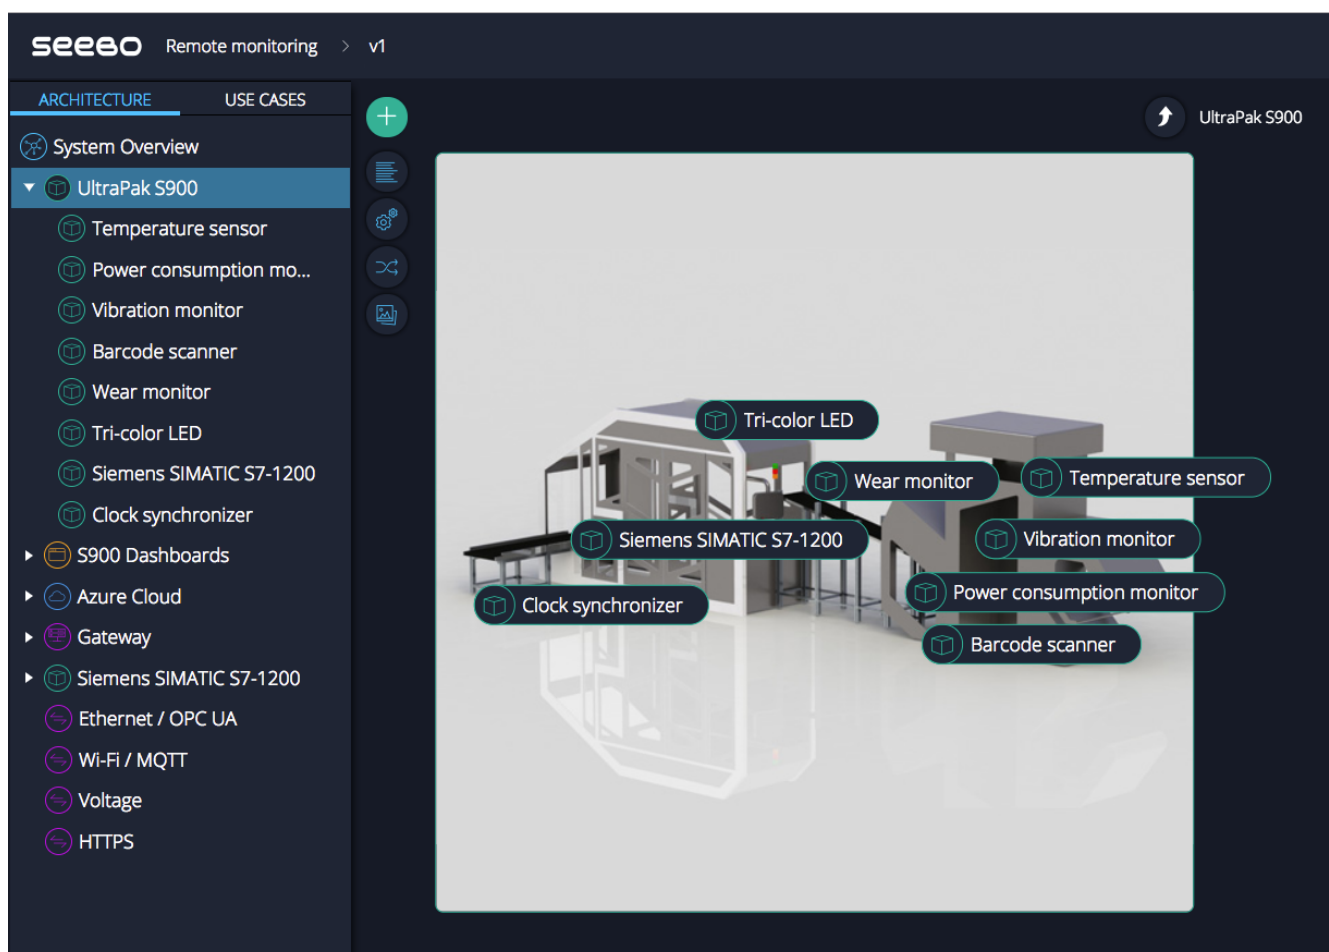 seebo Remote monitoring > v1
ARCHITECTURE USE CASES
System Overview
UltraPak S900
Temperature sensor
Power consumption mo...
Vibration monitor
Barcode scanner
Wear monitor
Tri-color LED
Siemens SIMATIC S7-1200
Clock synchronizer
S900 Dashboards
Azure Cloud
Gateway
Siemens SIMATIC S7-1200
Ethernet / OPC UA
Wi-Fi / MQTT
Voltage
HTTPS
UltraPak S900
Tri-color LED
Wear monitor
Temperature sensor
Siemens SIMATIC S7-1200
Vibration monitor
Clock synchronizer
Power consumption monitor
Barcode scanner